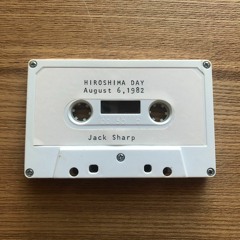 HIROSHIMA DAY
August 6,1982
Jack Sharp